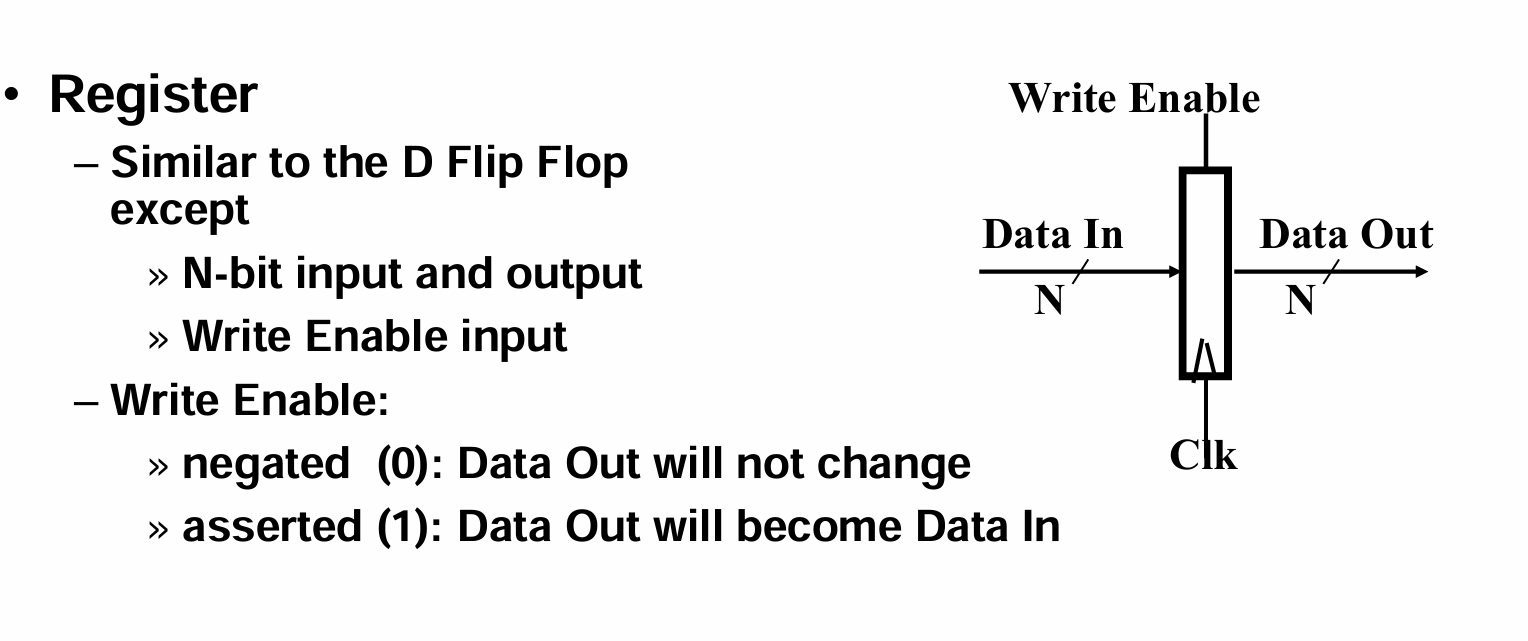 • Register
– Similar to the D Flip Flop
except
» N-bit input and output
» Write Enable input
– Write Enable:
» negated (0): Data Out will not change
» asserted (1): Data Out will become Data In
Write Enable
Data In
Data Out
N
N
Clk